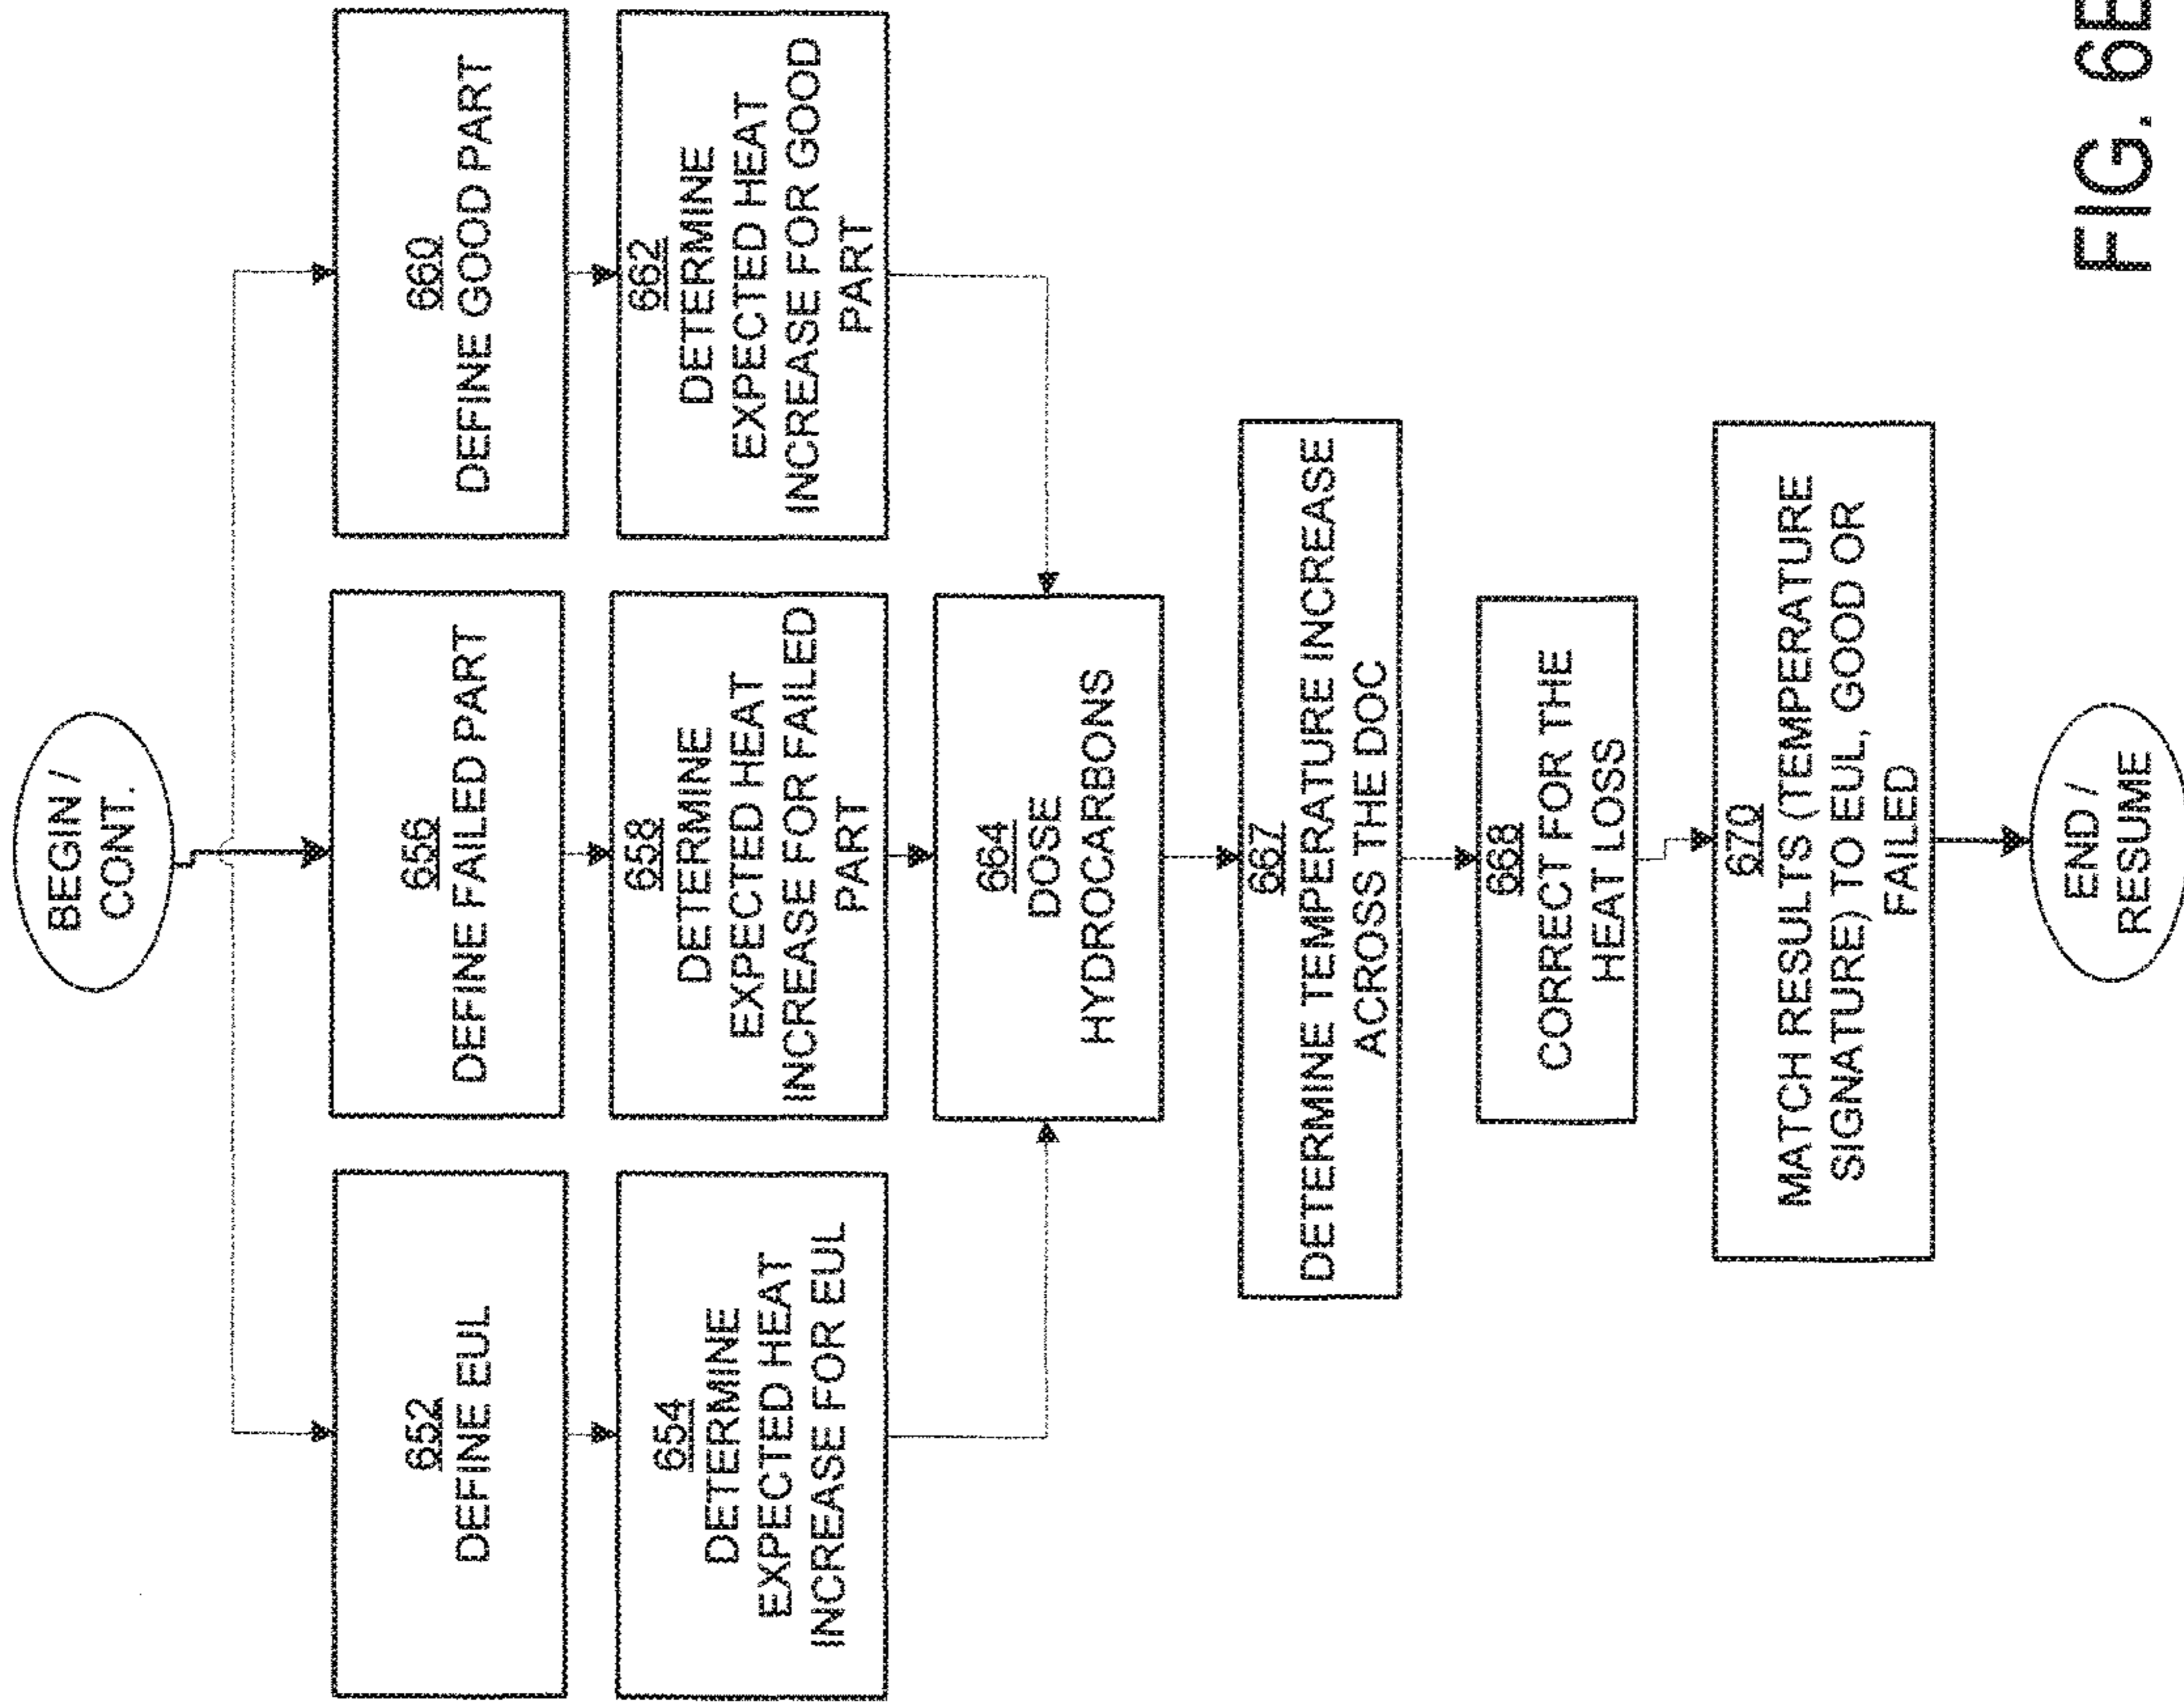 BEGIN /
CONT.
652
DEFINE EUL
656
DEFINE FAILED PART
660
DEFINE GOOD PART
654
DETERMINE
EXPECTED HEAT
INCREASE FOR EUL
658
DETERMINE
EXPECTED HEAT
INCREASE FOR FAILED
PART
662
DETERMINE
EXPECTED HEAT
INCREASE FOR GOOD
PART
664
DOSE
HYDROCARBONS
667
DETERMINE TEMPERATURE INCREASE
ACROSS THE DOC
668
CORRECT FOR THE
HEAT LOSS
670
MATCH RESULTS (TEMPERATURE
SIGNATURE) TO EUL, GOOD OR
FAILED
END /
RESUME
FIG. 6B